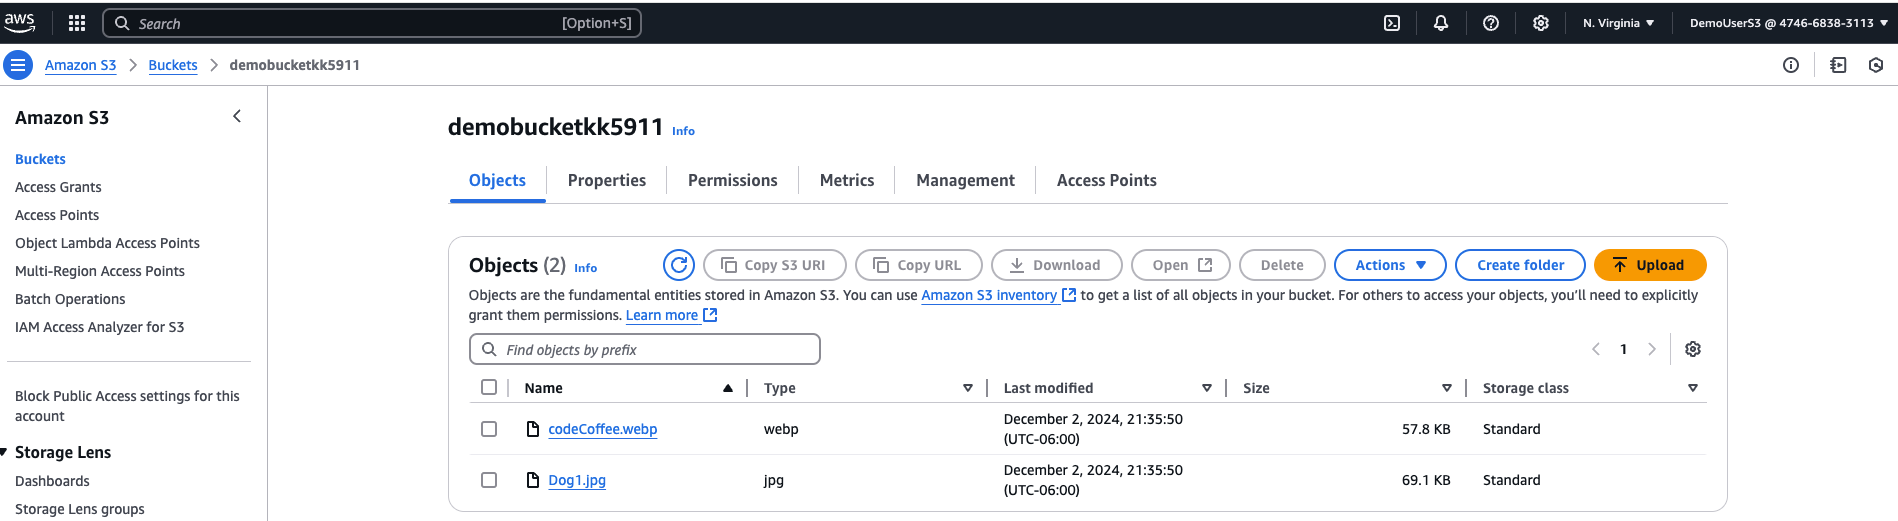 aws
Search
[Option+S]
N. Virginia
DemoUserS3 @ 4746-6838-3113
Amazon S3
Buckets
demobucketkk5911
Amazon S3
Buckets
Access Grants
Access Points
Object Lambda Access Points
Multi-Region Access Points
Batch Operations
IAM Access Analyzer for S3
Block Public Access settings for this
account
Storage Lens
Dashboards
Storage Lens groups
demobucketkk5911 Info
Objects
Properties
Permissions
Metrics
Management
Access Points
Objects (2) Info
Copy S3 URI
Copy URL
Download
Open
Delete
Actions
Create folder
Upload
Objects are the fundamental entities stored in Amazon S3. You can use Amazon S3 inventory to get a list of all objects in your bucket. For others to access your objects, you'll need to explicitly
grant them permissions. Learn more
Find objects by prefix
1
Name Type Last modified Size Storage class
codeCoffee.webp webp December 2, 2024, 21:35:50 57.8 KB Standard
(UTC-06:00)
Dog1.jpg jpg December 2, 2024, 21:35:50 69.1 KB Standard
(UTC-06:00)